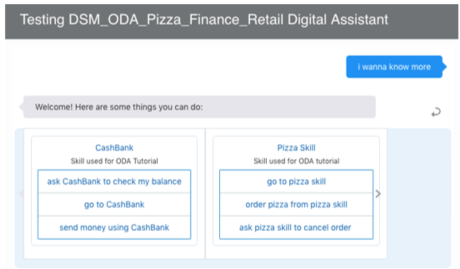 Testing DSM_ODA_Pizza_Finance_Retail Digital Assistant
i wanna know more
Welcome! Here are some things you can do:
CashBank
Skill used for ODA Tutorial
ask CashBank to check my balance
go to CashBank
send money using CashBank
Pizza Skill
Skill used for ODA tutorial
go to pizza skill
order pizza from pizza skill
ask pizza skill to cancel order